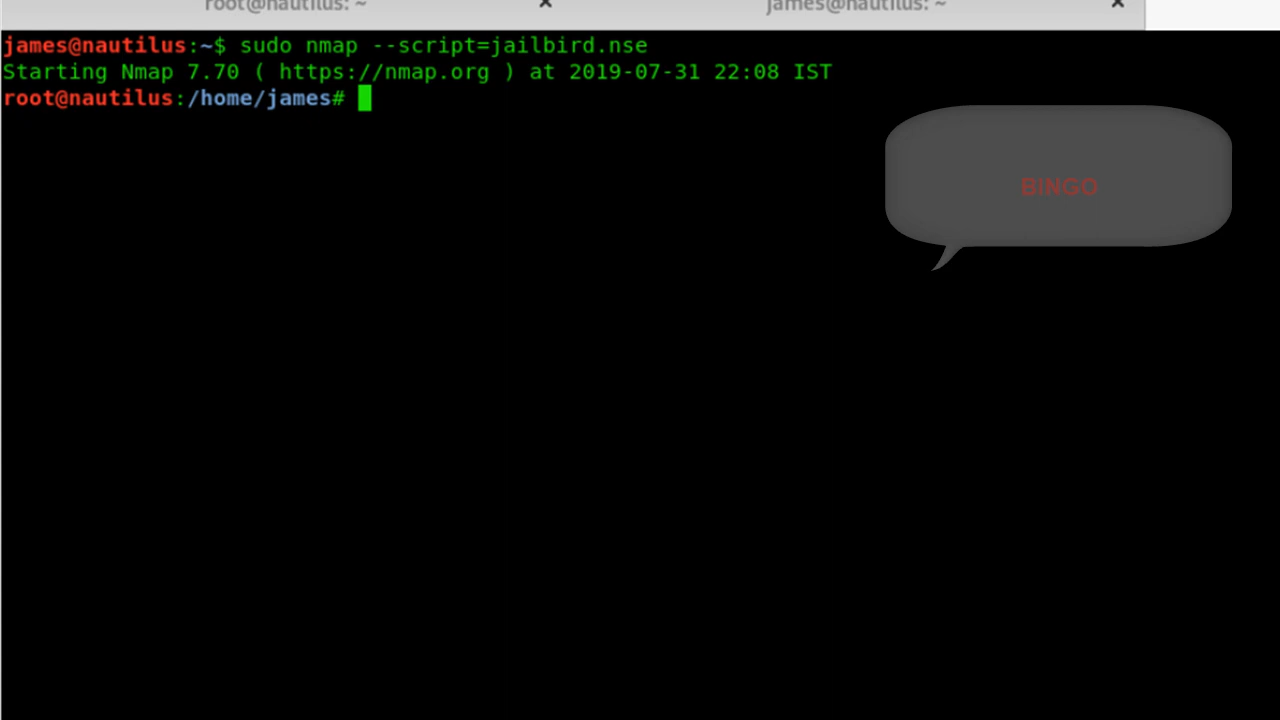 root@nautilus: ~ × james@nautilus: ~ ×
james@nautilus:~$ sudo nmap --script=jailbird.nse
Starting Nmap 7.70 ( https://nmap.org ) at 2019-07-31 22:08 IST
root@nautilus:/home/james#
BINGO